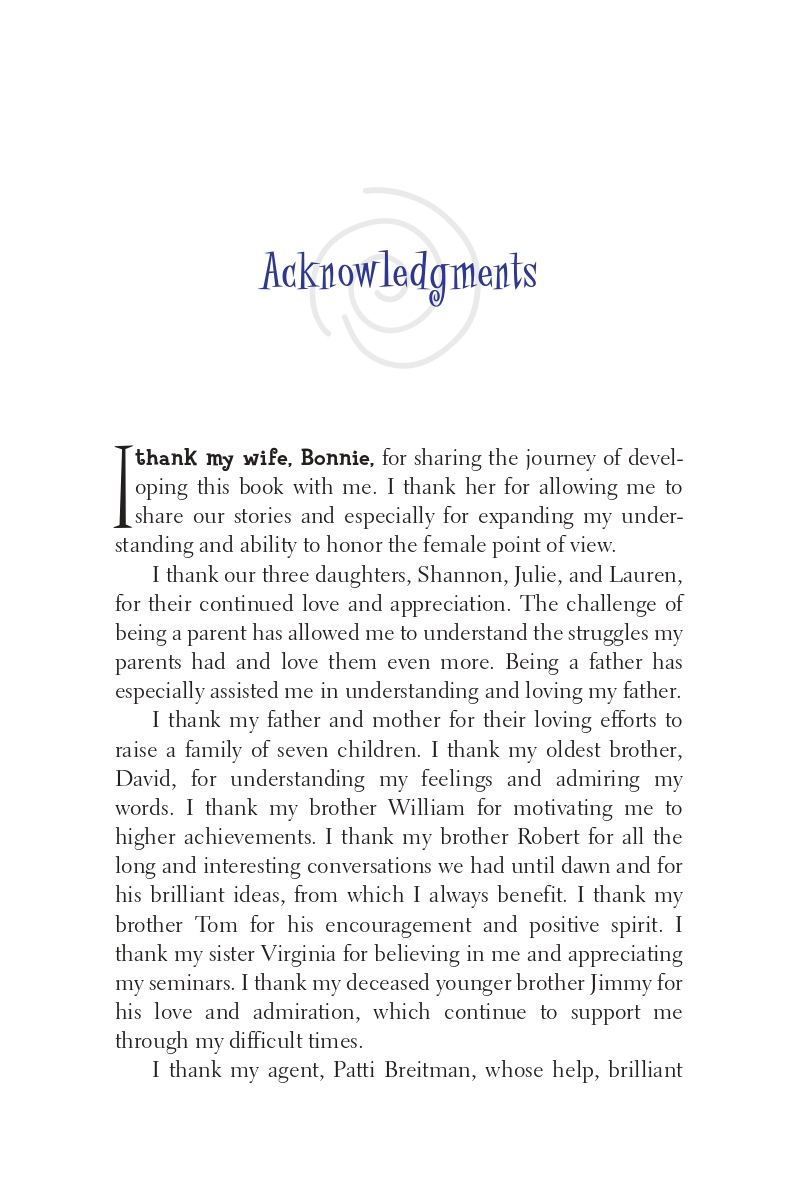 Acknowledgments
I thank my wife, Bonnie, for sharing the journey of devel-
oping this book with me. I thank her for allowing me to
share our stories and especially for expanding my under-
standing and ability to honor the female point of view.
I thank our three daughters, Shannon, Julie, and Lauren,
for their continued love and appreciation. The challenge of
being a parent has allowed me to understand the struggles my
parents had and love them even more. Being a father has
especially assisted me in understanding and loving my father.
I thank my father and mother for their loving efforts to
raise a family of seven children. I thank my oldest brother,
David, for understanding my feelings and admiring my
words. I thank my brother William for motivating me to
higher achievements. I thank my brother Robert for all the
long and interesting conversations we had until dawn and for
his brilliant ideas, from which I always benefit. I thank my
brother Tom for his encouragement and positive spirit. I
thank my sister Virginia for believing in me and appreciating
my seminars. I thank my deceased younger brother Jimmy for
his love and admiration, which continue to support me
through my difficult times.
I thank my agent, Patti Breitman, whose help, brilliant